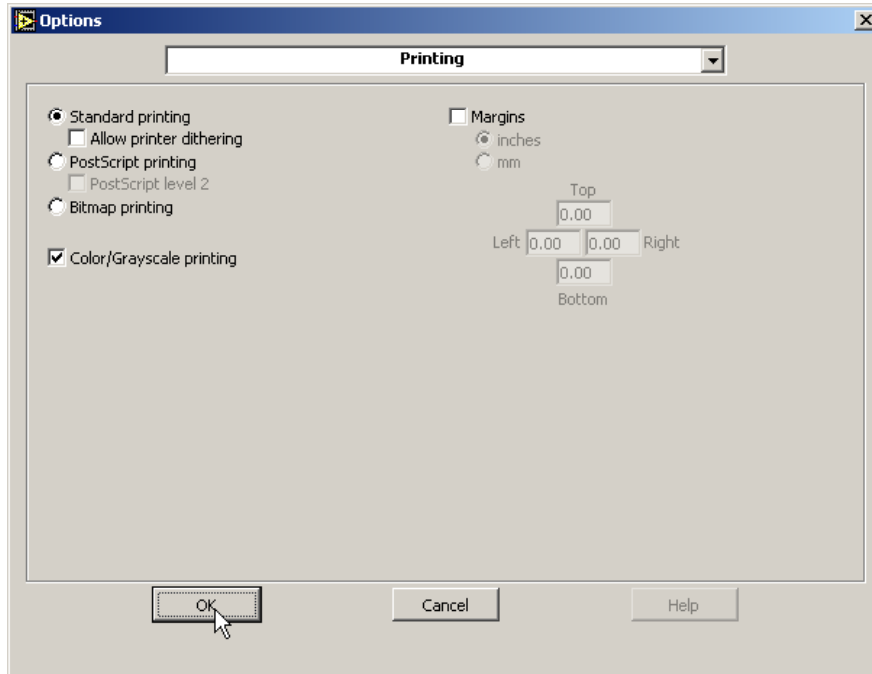 Options
Printing
Standard printing
Allow printer dithering
PostScript printing
PostScript level 2
Bitmap printing
Color/Grayscale printing
Margins
inches
mm
Top
0.00
Left 0.00 0.00 Right
0.00
Bottom
OK Cancel Help